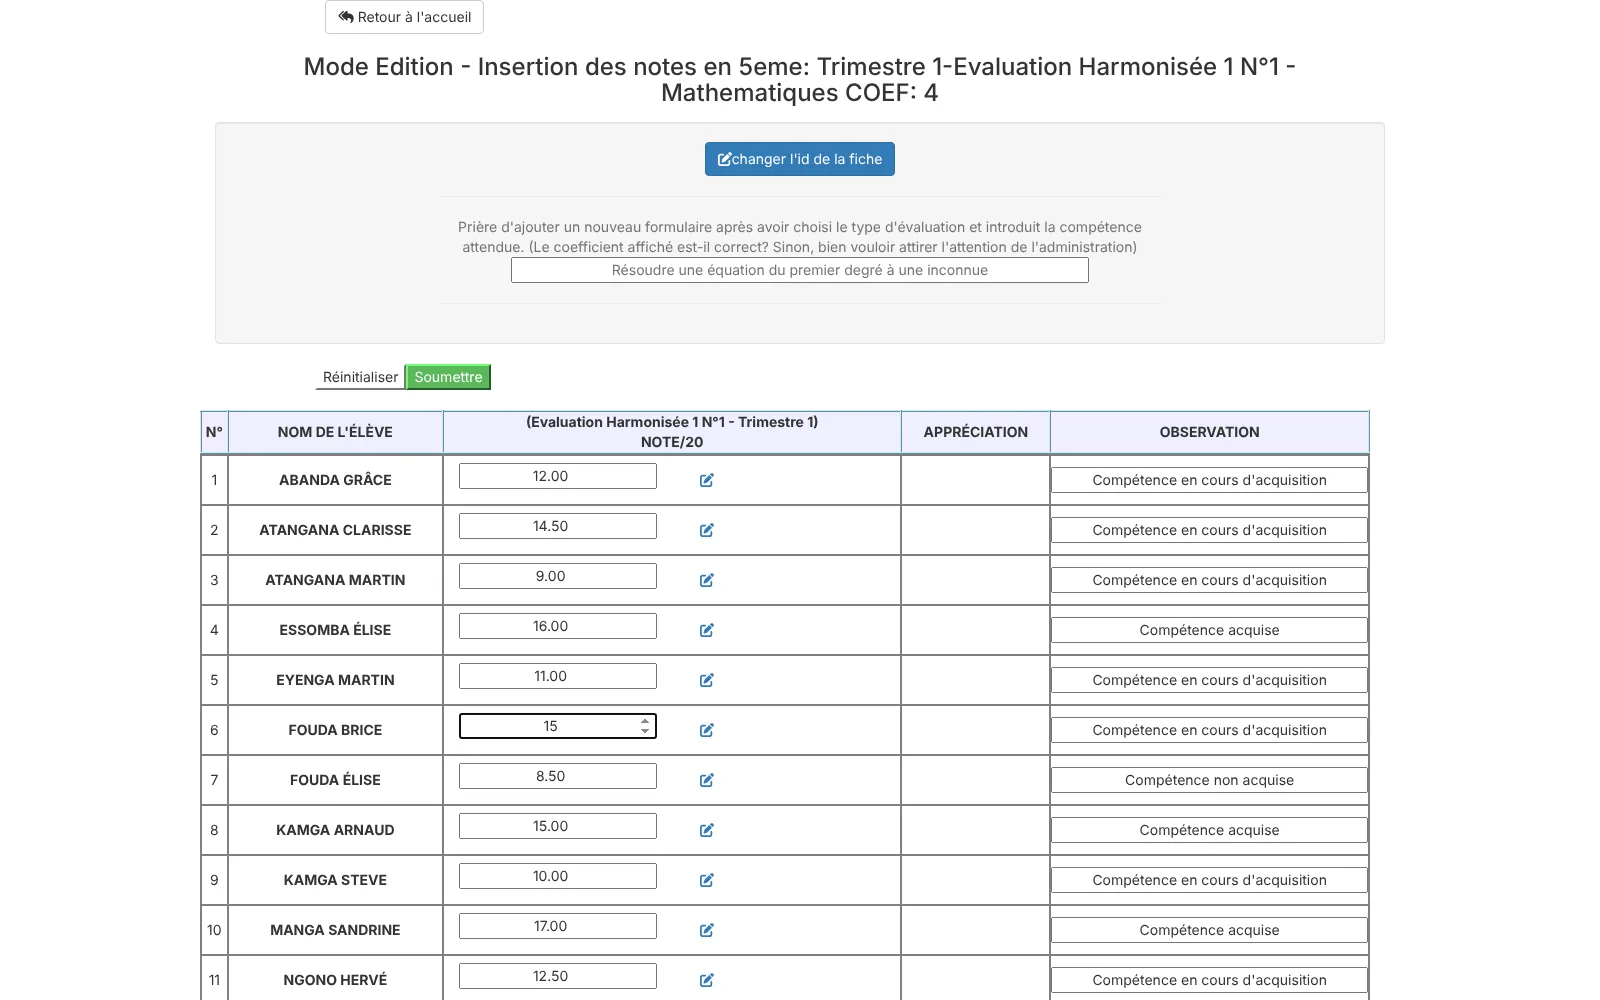 Retour à l'accueil
Mode Edition - Insertion des notes en 5eme: Trimestre 1-Evaluation Harmonisée 1 N°1 -
Mathematiques COEF: 4
changer l'id de la fiche
Prière d'ajouter un nouveau formulaire après avoir choisi le type d'évaluation et introduit la compétence
attendue. (Le coefficient affiché est-il correct? Sinon, bien vouloir attirer l'attention de l'administration)
Résoudre une équation du premier degré à une inconnue
Réinitialiser Soumettre
N° NOM DE L'ÉLÈVE (Evaluation Harmonisée 1 N°1 - Trimestre 1) NOTE/20 APPRÉCIATION OBSERVATION
1 ABANDA GRÂCE 12.00 Compétence en cours d'acquisition
2 ATANGANA CLARISSE 14.50 Compétence en cours d'acquisition
3 ATANGANA MARTIN 9.00 Compétence en cours d'acquisition
4 ESSOMBA ÉLISE 16.00 Compétence acquise
5 EYENGA MARTIN 11.00 Compétence en cours d'acquisition
6 FOUDA BRICE 15 Compétence en cours d'acquisition
7 FOUDA ÉLISE 8.50 Compétence non acquise
8 KAMGA ARNAUD 15.00 Compétence acquise
9 KAMGA STEVE 10.00 Compétence en cours d'acquisition
10 MANGA SANDRINE 17.00 Compétence acquise
11 NGONO HERVÉ 12.50 Compétence en cours d'acquisition